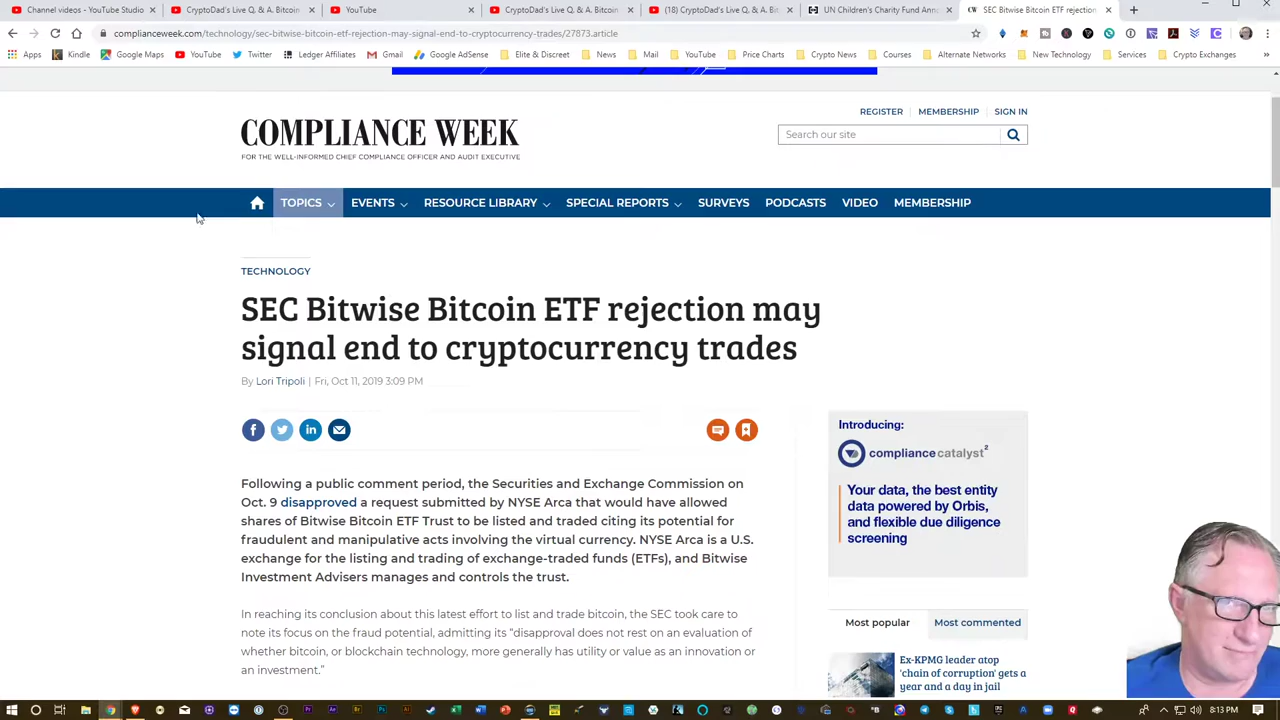 Channel videos - YouTube Studio
CryptoDad's Live Q, & A. Bitcoin
YouTube
CryptoDad's Live Q, & A. Bitcoin
(18) CryptoDad's Live Q, & A. Bit
UN Children's Charity Fund Ann
SEC Bitwise Bitcoin ETF rejection
complianceweek.com/technology/sec-bitwise-bitcoin-etf-rejection-may-signal-end-to-cryptocurrency-trades/27873.article
Apps
Kindle
Google Maps
YouTube
Twitter
Ledger Affiliates
Google AdSense
Elite & Discreet
News
Mail
YouTube
Price Charts
Crypto News
Courses
Alternate Networks
New Technology
Services
Crypto Exchanges
REGISTER
MEMBERSHIP
SIGN IN
COMPLIANCE WEEK
FOR THE WELL-INFORMED CHIEF COMPLIANCE OFFICER AND AUDIT EXECUTIVE
Search our site
TOPICS
EVENTS
RESOURCE LIBRARY
SPECIAL REPORTS
SURVEYS
PODCASTS
VIDEO
MEMBERSHIP
TECHNOLOGY
SEC Bitwise Bitcoin ETF rejection may
signal end to cryptocurrency trades
By Lori Tripoli | Fri, Oct 11, 2019 3:09 PM
Following a public comment period, the Securities and Exchange Commission on
Oct. 9 disapproved a request submitted by NYSE Arca that would have allowed
shares of Bitwise Bitcoin ETF Trust to be listed and traded citing its potential for
fraudulent and manipulative acts involving the virtual currency. NYSE Arca is a U.S.
exchange for the listing and trading of exchange-traded funds (ETFs), and Bitwise
Investment Advisers manages and controls the trust.
In reaching its conclusion about this latest effort to list and trade bitcoin, the SEC took care to
note its focus on the fraud potential, admitting its "disapproval does not rest on an evaluation of
whether bitcoin, or blockchain technology, more generally has utility or value as an innovation or
an investment."
Introducing:
compliance catalyst²
Your data, the best entity
data powered by Orbis,
and flexible due diligence
screening
Most popular
Most commented
Ex-KPMG leader atop
'chain of corruption' gets a
year and a day in jail
8:13 PM